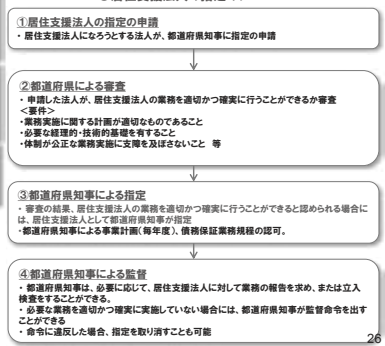 ①居住支援法人の指定の申請
・居住支援法人になろうとする法人が、都道府県知事に指定の申請
②都道府県による審査
・申請した法人が、居住支援法人の業務を適切かつ確実に行うことができるか審査
＜要件＞
・業務実施に関する計画が適切なものであること
・必要な経理的・技術的基礎を有すること
・体制が公正な業務実施に支障を及ぼさないこと 等
③都道府県知事による指定
・審査の結果、居住支援法人の業務を適切かつ確実に行うことができると認められる場合に
は、居住支援法人として都道府県知事が指定
・都道府県知事による事業計画(毎年度)、債務保証業務規程の認可。
④都道府県知事による監督
・都道府県知事は、必要に応じて、居住支援法人に対して業務の報告を求め、または立入
検査をすることができる。
・必要な業務を適切かつ確実に実施していない場合には、都道府県知事が監督命令を出す
ことができる
・命令に違反した場合、指定を取り消すことも可能
26